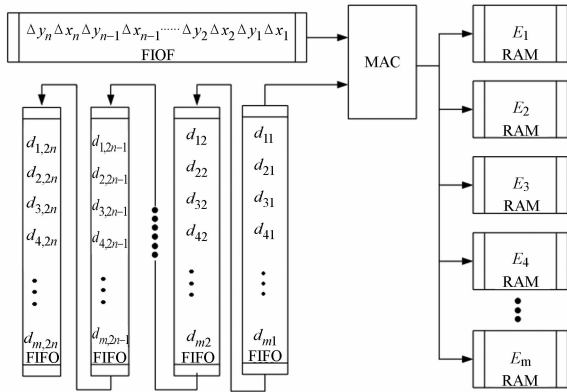 Δy_n Δx_n Δy_{n−1} Δx_{n−1} ······ Δy_2 Δx_2 Δy_1 Δx_1
FIOF
MAC
E_1
RAM
E_2
RAM
E_3
RAM
E_4
RAM
E_m
RAM
d_{1,2n}
d_{2,2n}
d_{3,2n}
d_{4,2n}
d_{m,2n}
FIFO
d_{1,2n−1}
d_{2,2n−1}
d_{3,2n−1}
d_{4,2n−1}
d_{m,2n−1}
FIFO
d_{12}
d_{22}
d_{32}
d_{42}
d_{m2}
FIFO
d_{11}
d_{21}
d_{31}
d_{41}
d_{m1}
FIFO